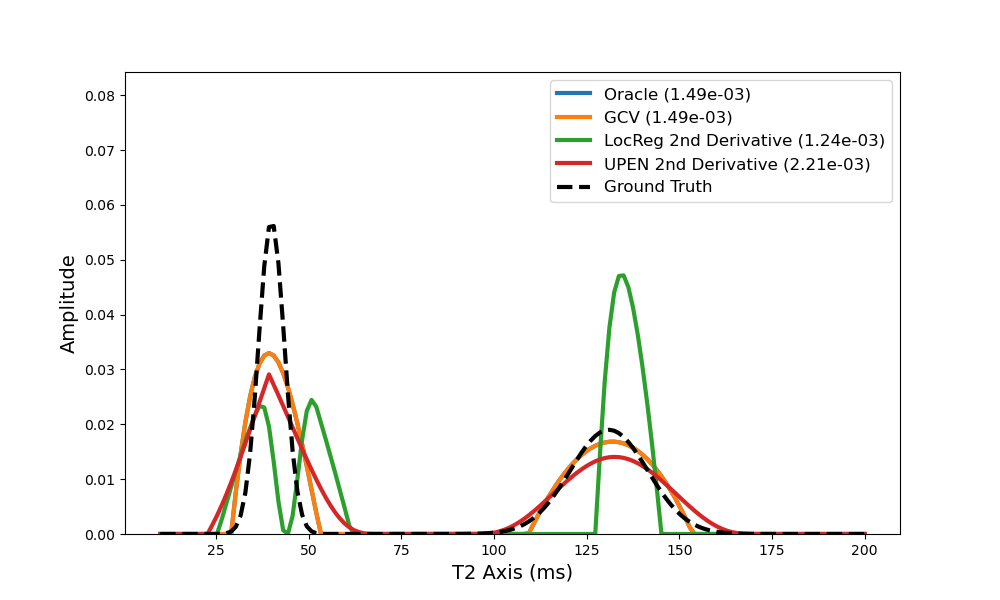 Oracle (1.49e-03)
GCV (1.49e-03)
LocReg 2nd Derivative (1.24e-03)
UPEN 2nd Derivative (2.21e-03)
Ground Truth
0.08
0.07
0.06
0.05
0.04
0.03
0.02
0.01
0.00
Amplitude
25
50
75
100
125
150
175
200
T2 Axis (ms)